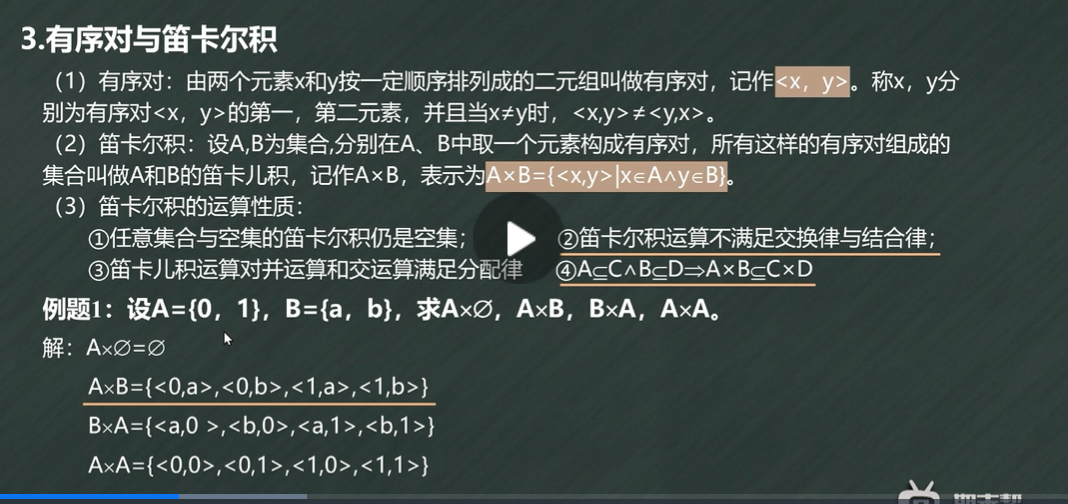 3.有序对与笛卡尔积
（1）有序对：由两个元素x和y按一定顺序排列成的二元组叫做有序对，记作<x，y>。称x，y分
别为有序对<x，y>的第一，第二元素，并且当x≠y时，<x,y>≠<y,x>。
（2）笛卡尔积：设A,B为集合,分别在A、B中取一个元素构成有序对，所有这样的有序对组成的
集合叫做A和B的笛卡儿积，记作A×B，表示为A×B={<x,y>|x∈A∧y∈B}。
（3）笛卡尔积的运算性质：
①任意集合与空集的笛卡尔积仍是空集； ②笛卡尔积运算不满足交换律与结合律；
③笛卡儿积运算对并运算和交运算满足分配律 ④A⊆C∧B⊆D⇒A×B⊆C×D
例题1：设A={0，1}，B={a，b}，求A×∅，A×B，B×A，A×A。
解：A×∅=∅
A×B={<0,a>,<0,b>,<1,a>,<1,b>}
B×A={<a,0 >,<b,0>,<a,1>,<b,1>}
A×A={<0,0>,<0,1>,<1,0>,<1,1>}